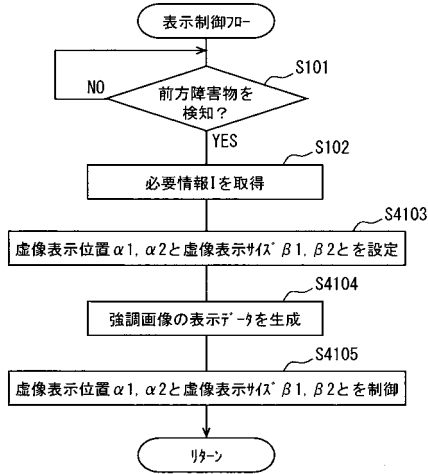 表示制御ﾌﾛｰ
S101
前方障害物を
検知？
NO
YES
S102
必要情報Iを取得
S4103
虚像表示位置α1, α2と虚像表示ｻｲｽﾞβ1, β2とを設定
S4104
強調画像の表示ﾃﾞｰﾀを生成
S4105
虚像表示位置α1, α2と虚像表示ｻｲｽﾞβ1, β2とを制御
ﾘﾀｰﾝ